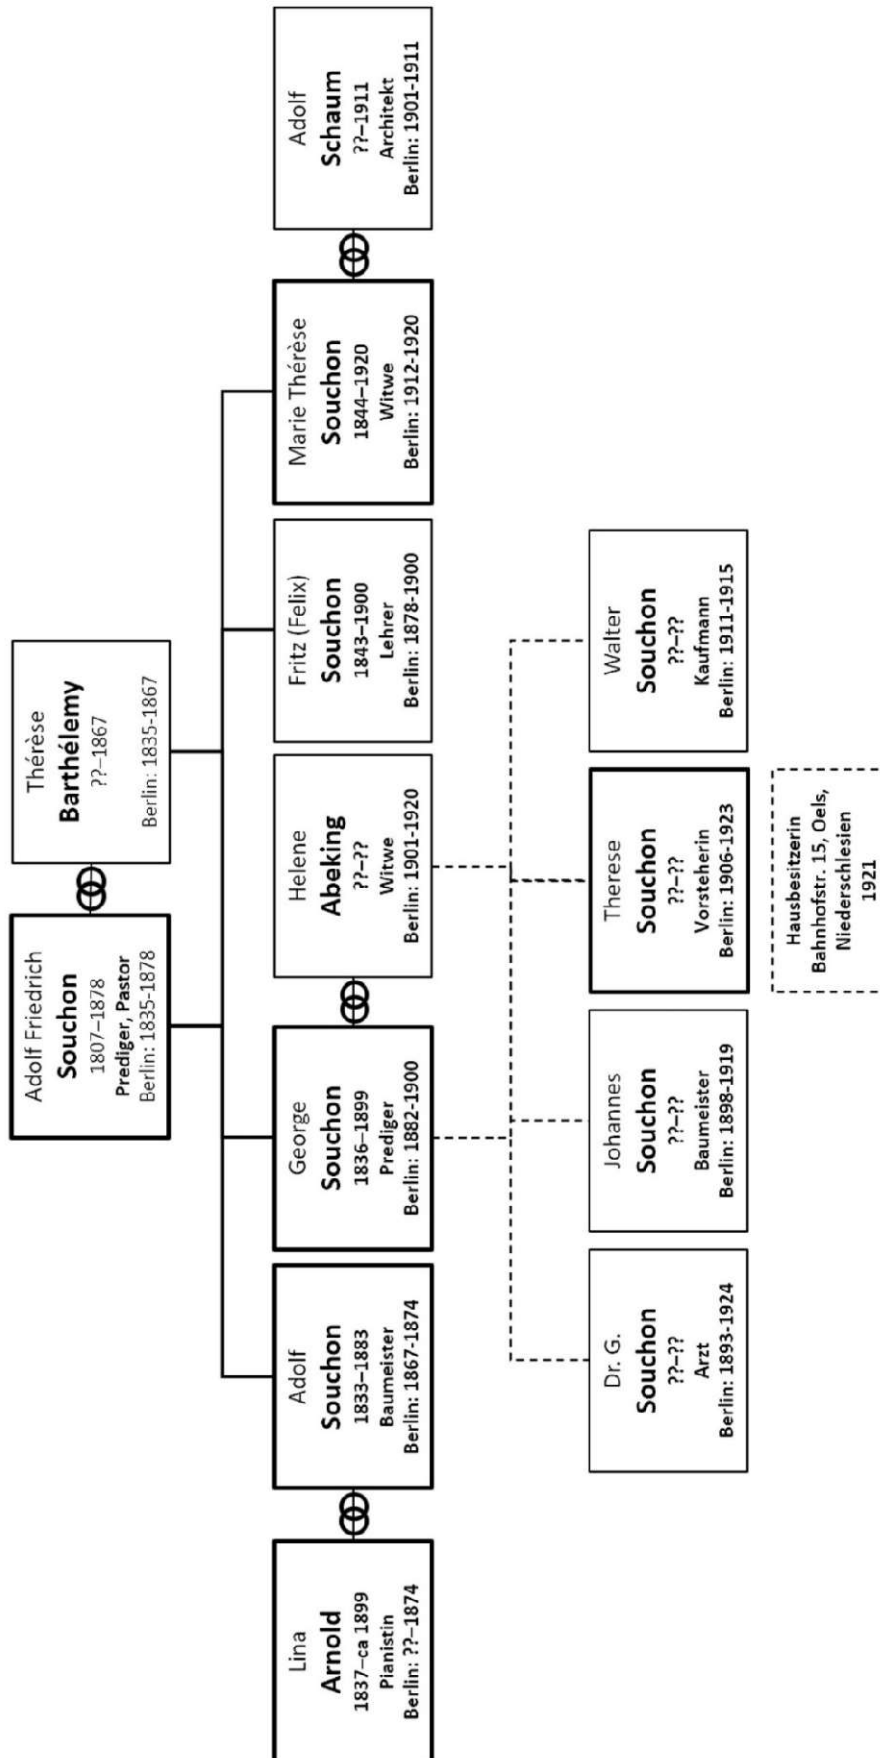 Adolf Friedrich
Souchon
1807–1878
Prediger, Pastor
Berlin: 1835-1878
Thérèse
Barthélemy
??–1867
Berlin: 1835-1867
Lina
Arnold
1837–ca 1899
Pianistin
Berlin: ??–1874
Adolf
Souchon
1833–1883
Baumeister
Berlin: 1867-1874
George
Souchon
1836–1899
Prediger
Berlin: 1882-1900
Helene
Abeking
??–??
Witwe
Berlin: 1901-1920
Fritz (Felix)
Souchon
1843–1900
Lehrer
Berlin: 1878-1900
Marie Thérèse
Souchon
1844–1920
Witwe
Berlin: 1912-1920
Adolf
Schaum
??–1911
Architekt
Berlin: 1901-1911
Dr. G.
Souchon
??–??
Arzt
Berlin: 1893-1924
Johannes
Souchon
??–??
Baumeister
Berlin: 1898-1919
Therese
Souchon
??–??
Vorsteherin
Berlin: 1906-1923
Walter
Souchon
??–??
Kaufmann
Berlin: 1911-1915
Hausbesitzerin
Bahnhofstr. 15, Oels,
Niederschlesien
1921